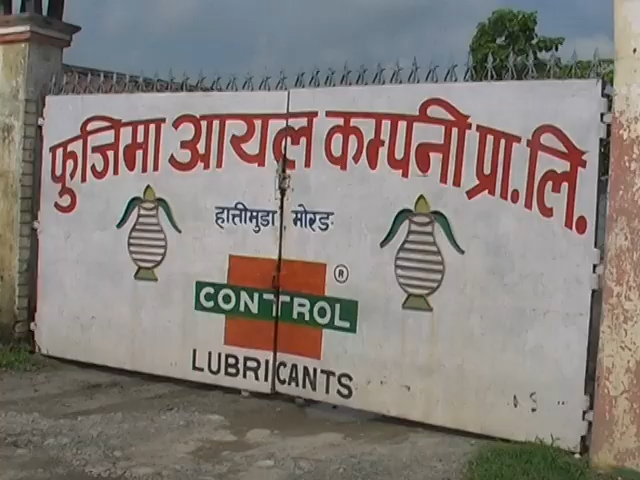 फुजिमा आयल कम्पनी प्रा.लि.
हात्तीमुडा मोरङ
®
CONTROL
LUBRICANTS